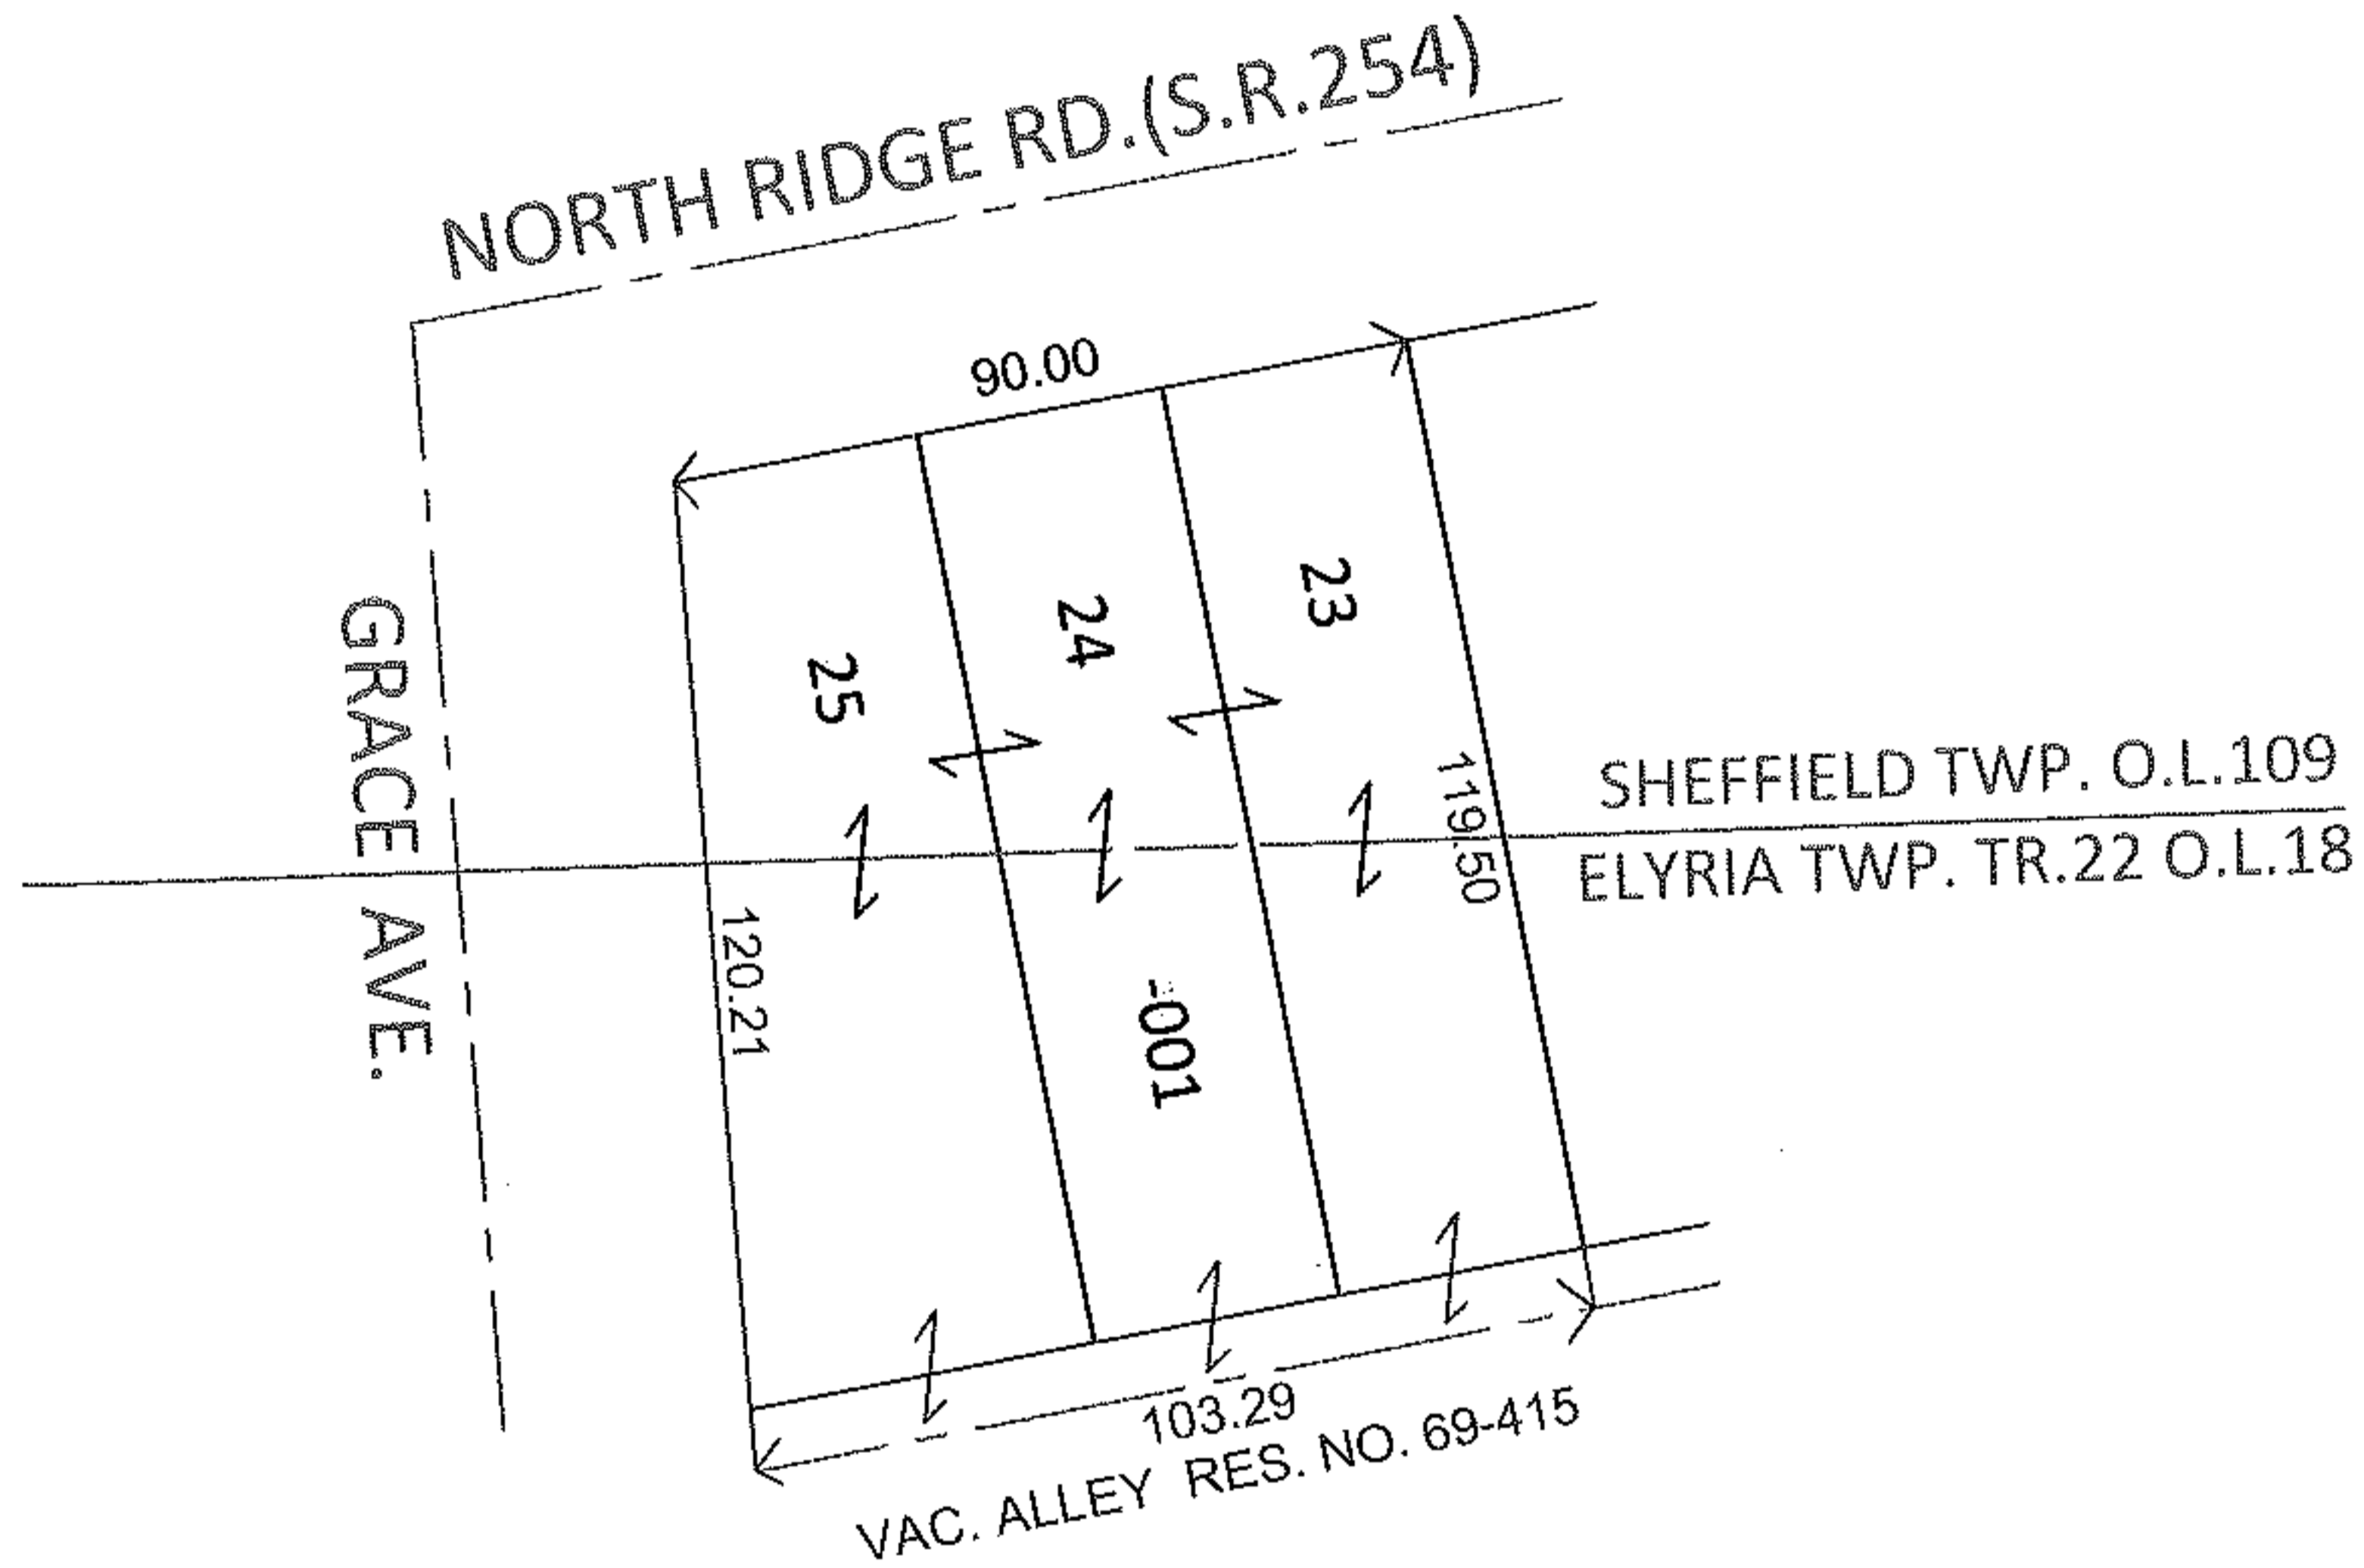 NORTH RIDGE RD.(S.R.254)
90.00
23
24
25
GRACE AVE.
119.50
SHEFFIELD TWP. O.L.109
ELYRIA TWP. TR.22 O.L.18
120.21
-001
103.29
VAC. ALLEY RES. NO. 69-415